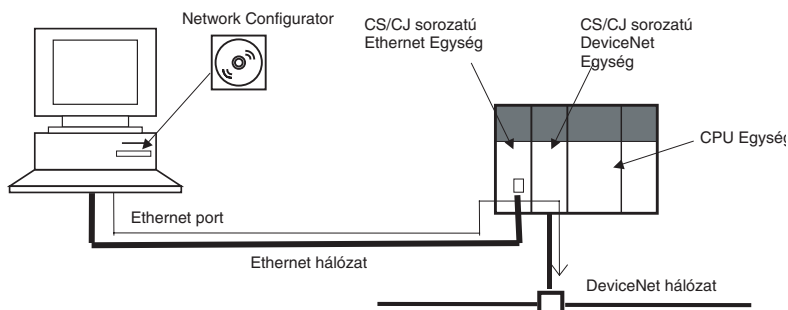 Network Configurator
CS/CJ sorozatú
Ethernet Egység
CS/CJ sorozatú
DeviceNet
Egység
CPU Egység
Ethernet port
Ethernet hálózat
DeviceNet hálózat